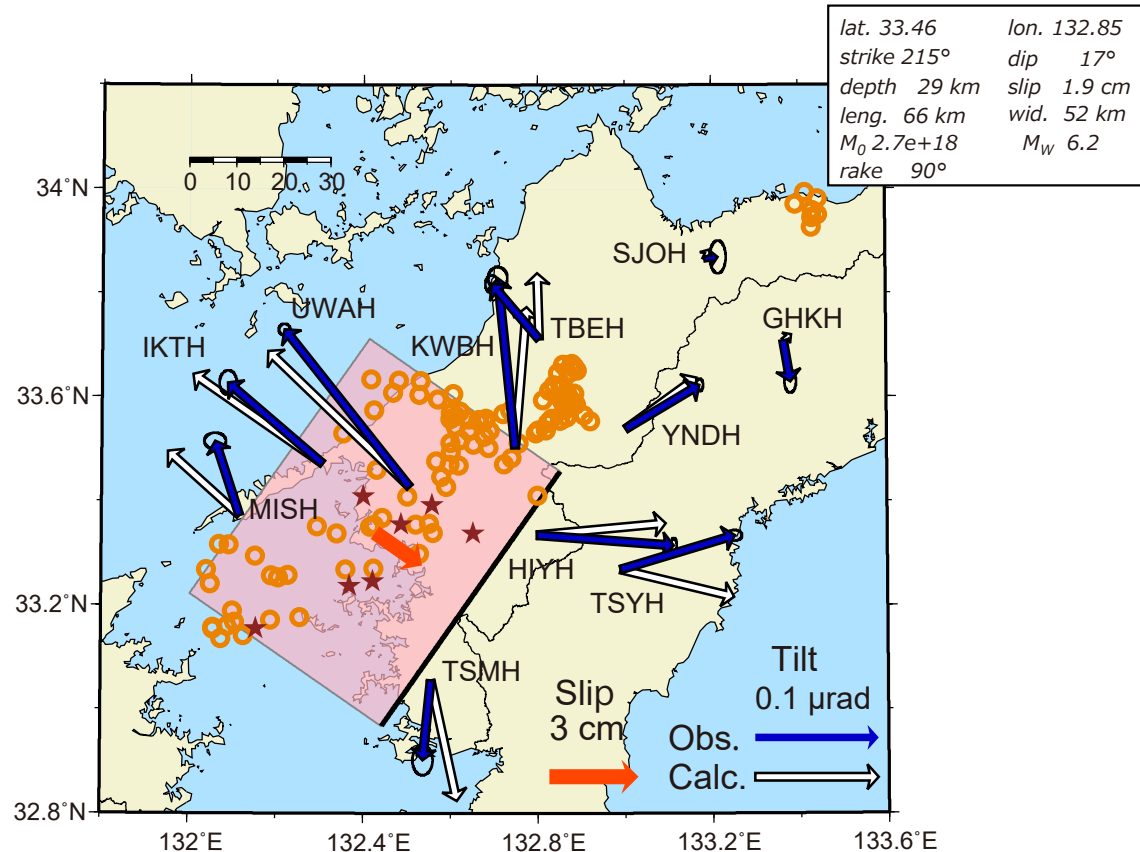 lat. 33.46 lon. 132.85
strike 215° dip 17°
depth 29 km slip 1.9 cm
leng. 66 km wid. 52 km
M0 2.7e+18 MW 6.2
rake 90°
34°N
0 10 20 30
SJOH
UWAH
GHKH
IKTH
KWBH
TBEH
33.6°N
YNDH
MISH
HIYH
TSYH
33.2°N
TSMH
Tilt
Slip
0.1 μrad
3 cm
Obs.
Calc.
32.8°N
132˚E
132.4˚E
132.8˚E
133.2˚E
133.6˚E